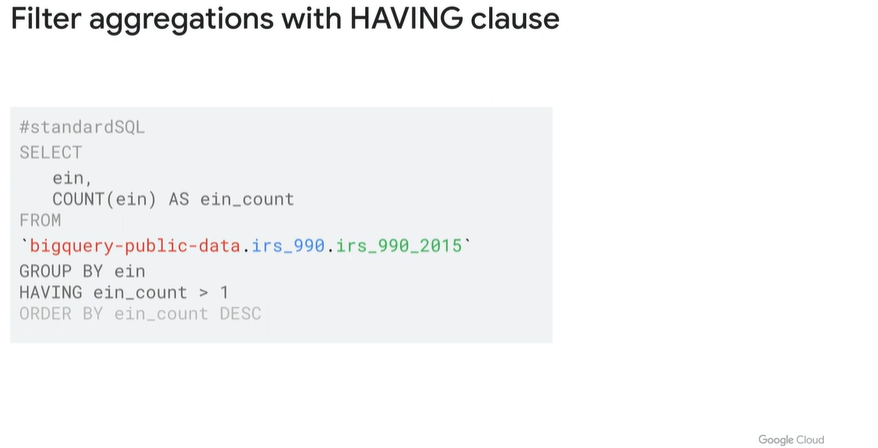 Filter aggregations with HAVING clause
#standardSQL
SELECT
ein,
COUNT(ein) AS ein_count
FROM
`bigquery-public-data.irs_990.irs_990_2015`
GROUP BY ein
HAVING ein_count > 1
ORDER BY ein_count DESC
Google Cloud